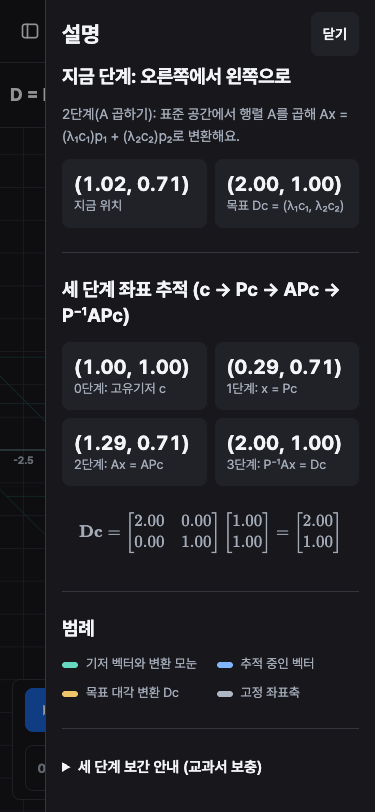 설명
닫기
지금 단계: 오른쪽에서 왼쪽으로
D =
2단계(A 곱하기): 표준 공간에서 행렬 A를 곱해 Ax =
(λ₁c₁)p₁ + (λ₂c₂)p₂로 변환해요.
(1.02, 0.71)
지금 위치
(2.00, 1.00)
목표 Dc = (λ₁c₁, λ₂c₂)
세 단계 좌표 추적 (c → Pc → APc →
P⁻¹APc)
(1.00, 1.00)
0단계: 고유기저 c
(0.29, 0.71)
1단계: x = Pc
(1.29, 0.71)
2단계: Ax = APc
(2.00, 1.00)
3단계: P⁻¹Ax = Dc
-2.5
Dc = [2.00 0.00; 0.00 1.00] [1.00; 1.00] = [2.00; 1.00]
범례
기저 벡터와 변환 모눈
추적 중인 벡터
목표 대각 변환 Dc
고정 좌표축
▶ 세 단계 보간 안내 (교과서 보충)